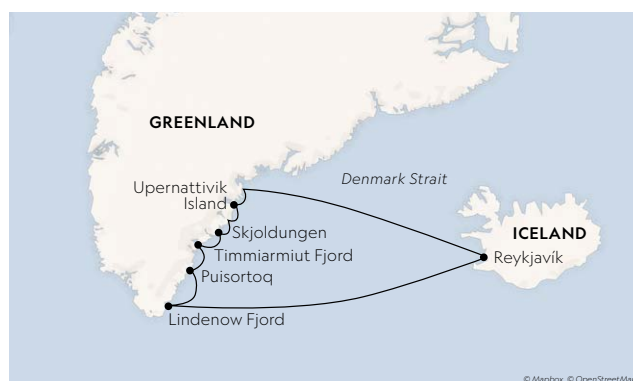 GREENLAND
Denmark Strait
Upernattivik
Island
Skjoldungen
ICELAND
Timmiarmiut Fjord
Reykjavík
Puisortoq
Lindenow Fjord
© Mapbox, © OpenStreetMap